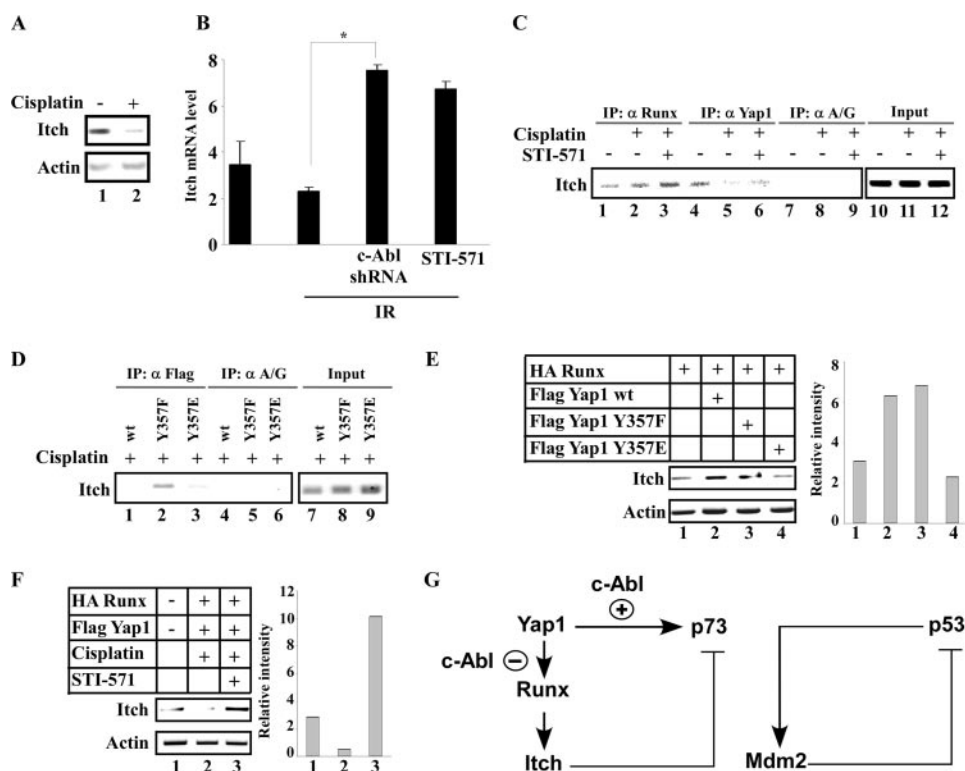 A
Cisplatin - +
Itch
Actin
1 2
B
*
Itch mRNA level
8
6
4
2
0
c-Abl
shRNA
STI-571
IR
C
IP: α Runx IP: α Yap1 IP: α A/G Input
Cisplatin - + + - + + - + + - + +
STI-571 - - + - - + - - + - - +
Itch
1 2 3 4 5 6 7 8 9 10 11 12
D
IP: α Flag IP: α A/G Input
wt Y357F Y357E wt Y357F Y357E wt Y357F Y357E
Cisplatin + + + + + + + + +
Itch
1 2 3 4 5 6 7 8 9
E
HA Runx + + + +
Flag Yap1 wt +
Flag Yap1 Y357F +
Flag Yap1 Y357E +
Itch
Actin
1 2 3 4
Relative intensity
8
6
4
2
0
1 2 3 4
F
HA Runx - + +
Flag Yap1 - + +
Cisplatin + +
STI-571 +
Itch
Actin
1 2 3
Relative intensity
12
10
8
6
4
2
0
1 2 3
G
c-Abl
+
Yap1 p73 p53
c-Abl -
Runx
Itch Mdm2